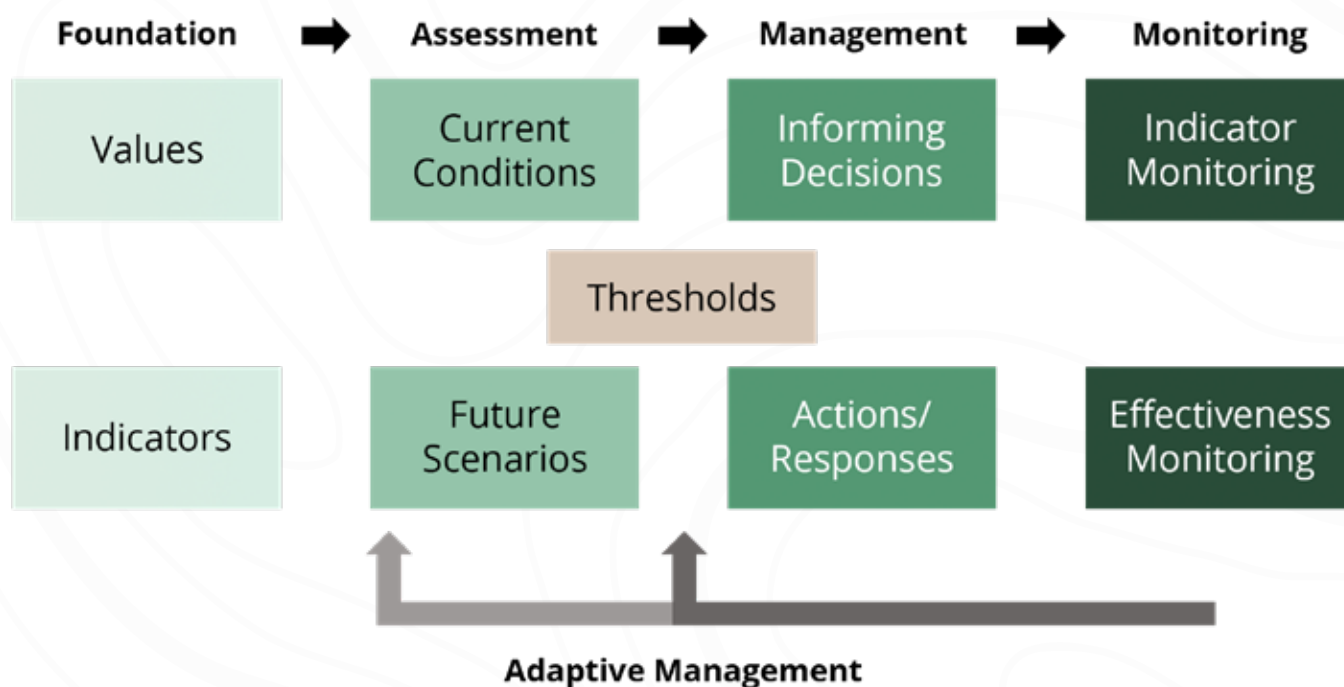 Foundation
Assessment
Management
Monitoring
Values
Current
Conditions
Informing
Decisions
Indicator
Monitoring
Thresholds
Indicators
Future
Scenarios
Actions/
Responses
Effectiveness
Monitoring
Adaptive Management